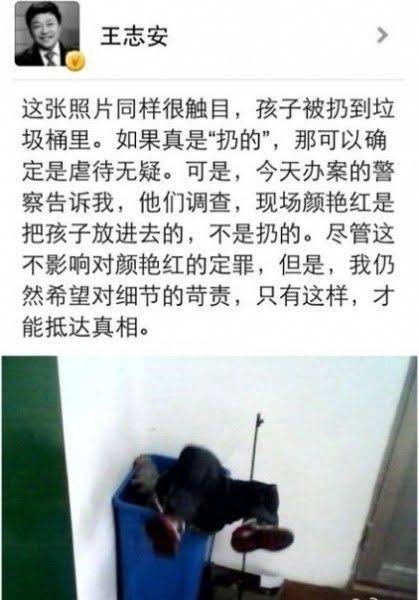 王志安
这张照片同样很触目，孩子被扔到垃
圾桶里。如果真是“扔的”，那可以确
定是虐待无疑。可是，今天办案的警
察告诉我，他们调查，现场颜艳红是
把孩子放进去的，不是扔的。尽管这
不影响对颜艳红的定罪，但是，我仍
然希望对细节的苛责，只有这样，才
能抵达真相。